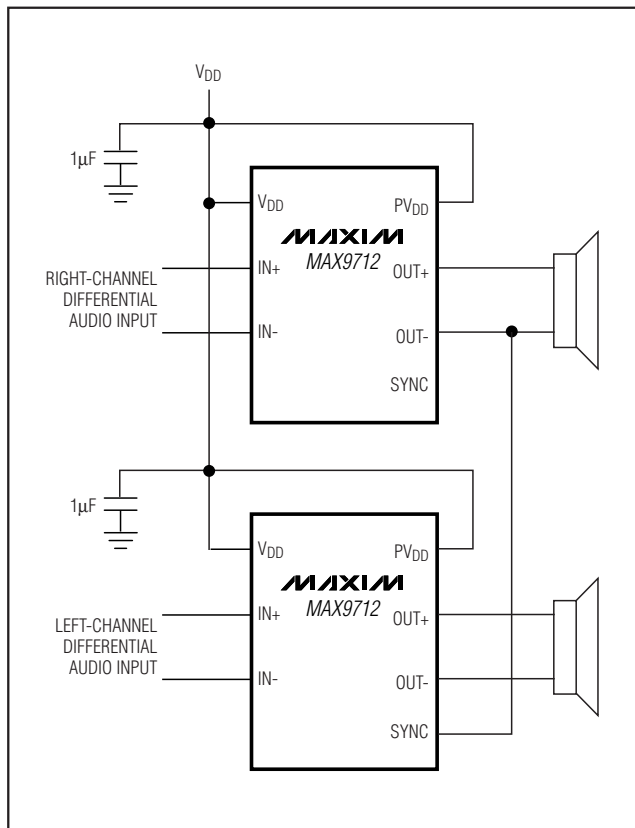 VDD
1µF
VDD
PVDD
MAXIM
MAX9712
IN+
OUT+
RIGHT-CHANNEL
DIFFERENTIAL
AUDIO INPUT
IN-
OUT-
SYNC
1µF
VDD
PVDD
MAXIM
MAX9712
IN+
OUT+
LEFT-CHANNEL
DIFFERENTIAL
AUDIO INPUT
IN-
OUT-
SYNC